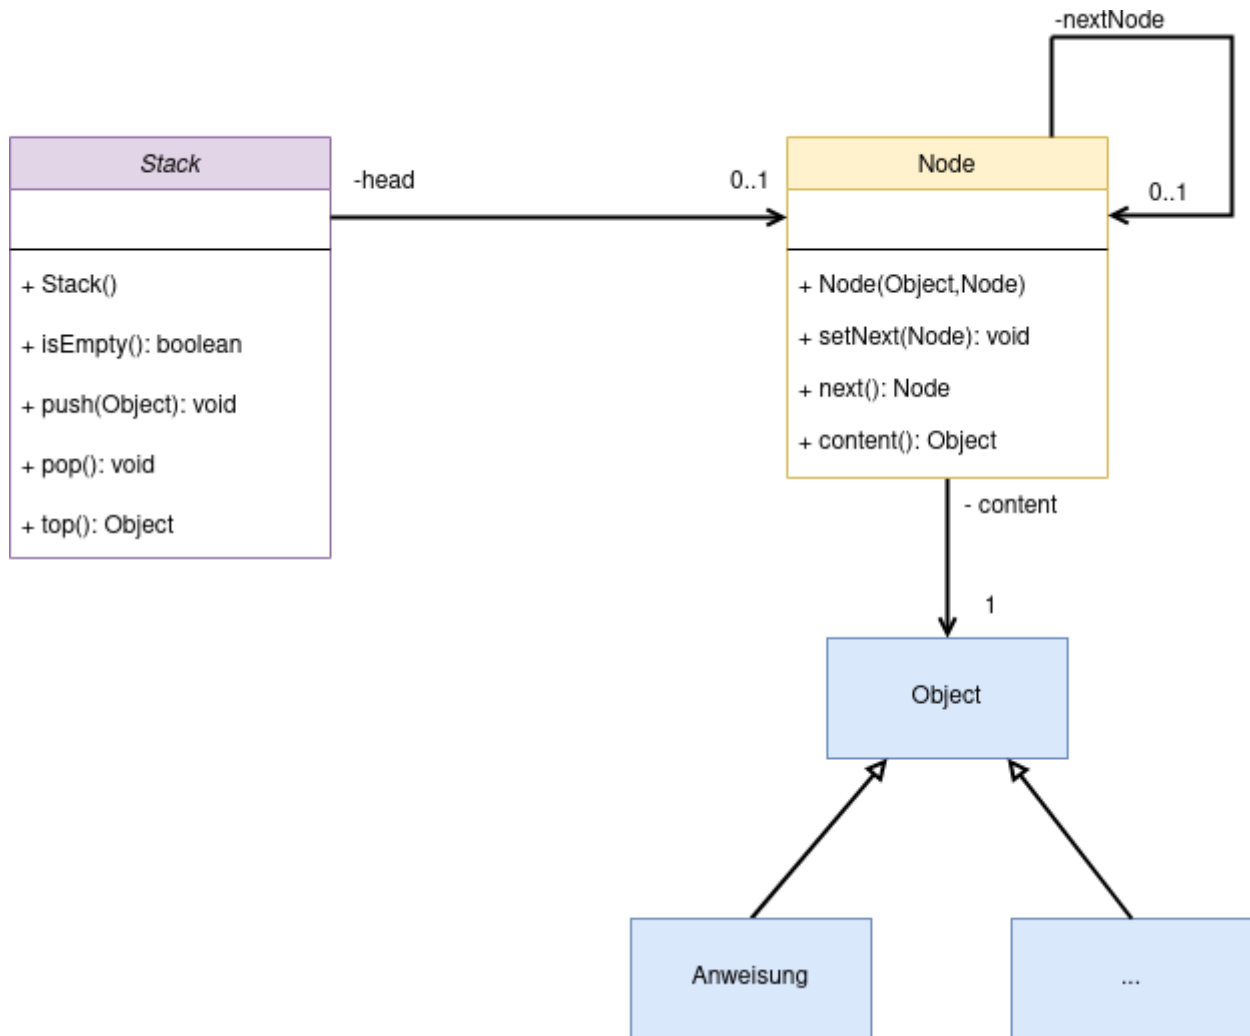 -nextNode
Stack
-head
0..1
Node
0..1
+ Stack()
+ isEmpty(): boolean
+ push(Object): void
+ pop(): void
+ top(): Object
+ Node(Object,Node)
+ setNext(Node): void
+ next(): Node
+ content(): Object
- content
1
Object
Anweisung
...